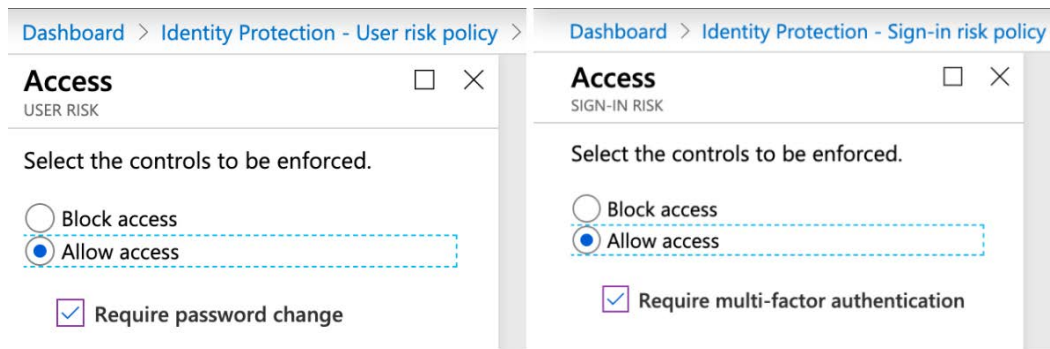 Dashboard > Identity Protection - User risk policy >
Access
USER RISK
Select the controls to be enforced.
Block access
Allow access
Require password change
Dashboard > Identity Protection - Sign-in risk policy
Access
SIGN-IN RISK
Select the controls to be enforced.
Block access
Allow access
Require multi-factor authentication